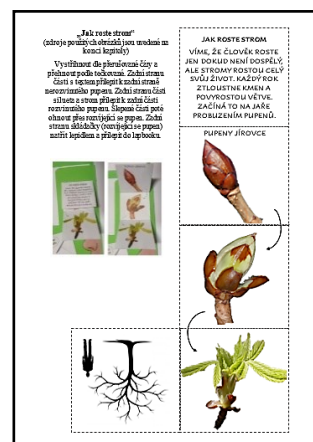 „Jak roste strom“
(zdroje použitých obrázků jsou uvedené na
konci kapitoly)
Vystřihnout dle přerušované čáry a
přehnout podle tečkované. Zadní stranu
části s textem přilepit k zadní straně
nerozvinutého pupenu. Zadní stranu části
silueta a strom přilepit k zadní části
rozvinutého pupenu. Slepené části poté
ohnout přes rozvíjející se pupen. Zadní
stranu skládačky (rozvíjející se pupen)
natřít lepidlem a přilepit do lapbooku.
JAK ROSTE STROM
VÍME, ŽE ČLOVĚK ROSTE
JEN DOKUD NENÍ DOSPĚLÝ,
ALE STROMY ROSTOU CELÝ
SVŮJ ŽIVOT. KAŽDÝ ROK
ZTLOUSTNE KMEN A
POVYROSTOU VĚTVE.
ZAČÍNÁ TO NA JAŘE
PROBUZENÍM PUPENŮ.
PUPENY JÍROVCE